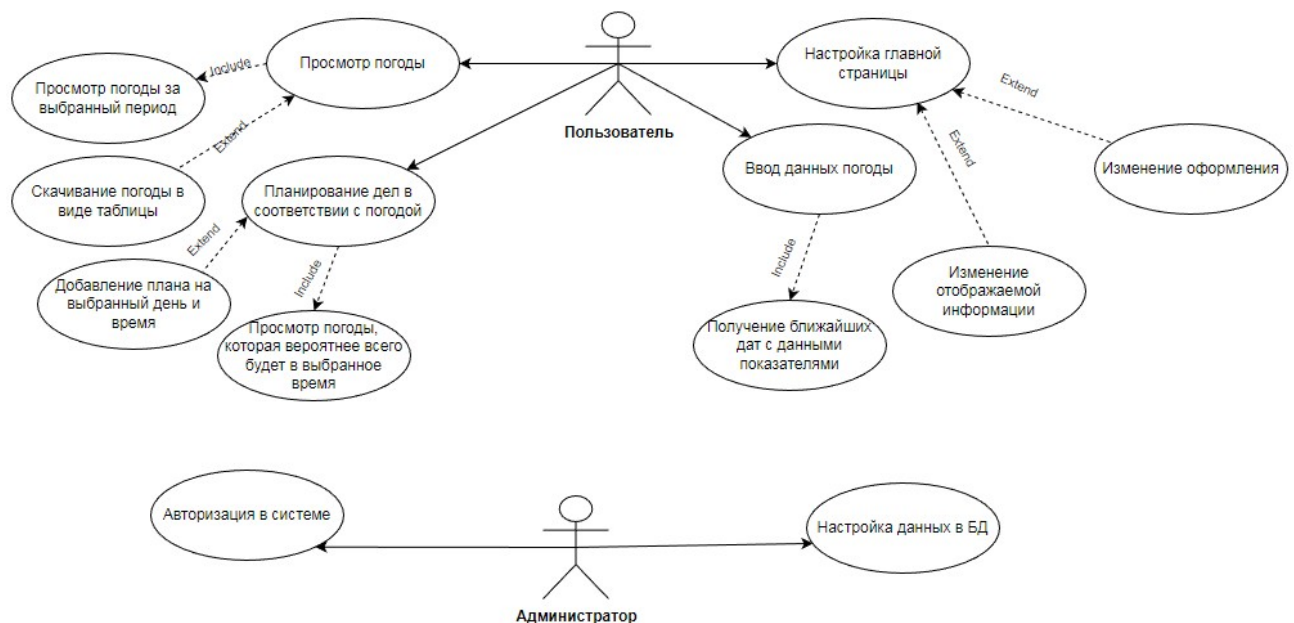 Просмотр погоды
Настройка главной
страницы
Include
Просмотр погоды за
выбранный период
Extend
Extend
Пользователь
Extend
Скачивание погоды в
виде таблицы
Планирование дел в
соответствии с погодой
Ввод данных погоды
Изменение оформления
Extend
Include
Include
Добавление плана на
выбранный день и
время
Изменение
отображаемой
информации
Просмотр погоды,
которая вероятнее всего
будет в выбранное
время
Получение ближайших
дат с данными
показателями
Авторизация в системе
Настройка данных в БД
Администратор